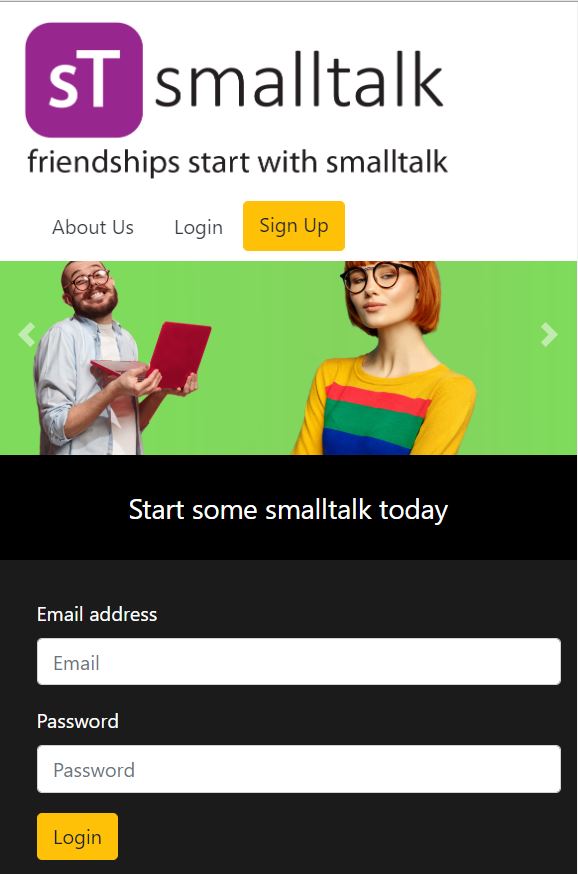 sT smalltalk
friendships start with smalltalk
About Us Login Sign Up
Start some smalltalk today
Email address
Email
Password
Password
Login